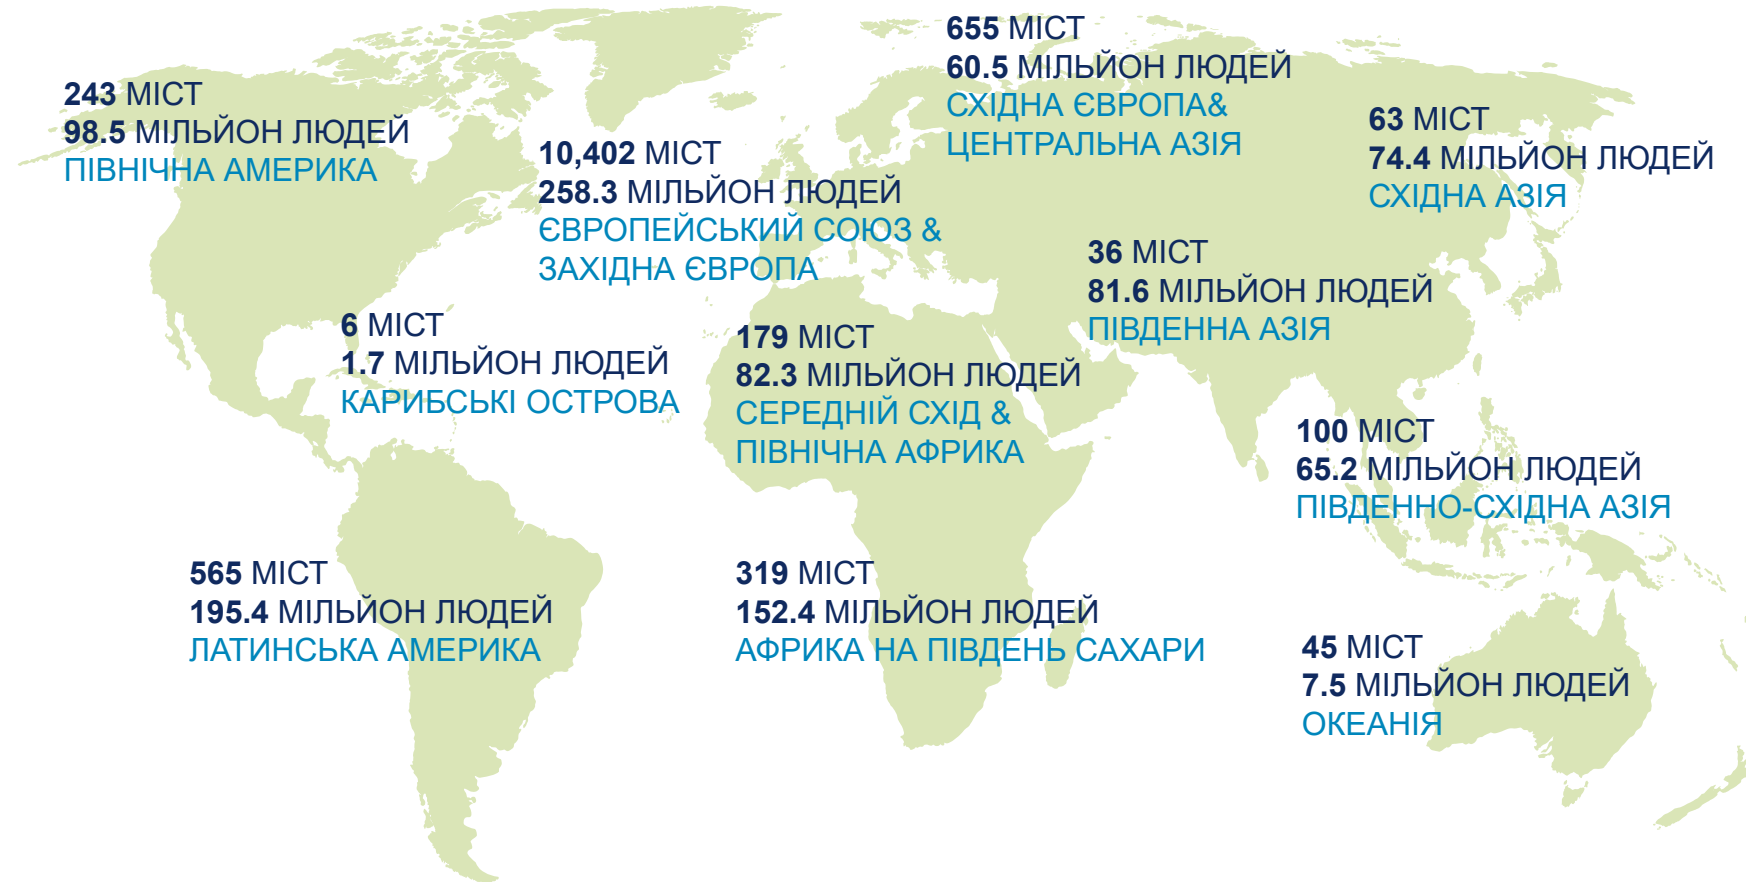 655 МІСТ
60.5 МІЛЬЙОН ЛЮДЕЙ
СХІДНА ЄВРОПА&
ЦЕНТРАЛЬНА АЗІЯ
243 МІСТ
98.5 МІЛЬЙОН ЛЮДЕЙ
ПІВНІЧНА АМЕРИКА
63 МІСТ
74.4 МІЛЬЙОН ЛЮДЕЙ
СХІДНА АЗІЯ
10,402 МІСТ
258.3 МІЛЬЙОН ЛЮДЕЙ
ЄВРОПЕЙСЬКИЙ СОЮЗ &
ЗАХІДНА ЄВРОПА
36 МІСТ
81.6 МІЛЬЙОН ЛЮДЕЙ
ПІВДЕННА АЗІЯ
6 МІСТ
1.7 МІЛЬЙОН ЛЮДЕЙ
КАРИБСЬКІ ОСТРОВА
179 МІСТ
82.3 МІЛЬЙОН ЛЮДЕЙ
СЕРЕДНІЙ СХІД &
ПІВНІЧНА АФРИКА
100 МІСТ
65.2 МІЛЬЙОН ЛЮДЕЙ
ПІВДЕННО-СХІДНА АЗІЯ
565 МІСТ
195.4 МІЛЬЙОН ЛЮДЕЙ
ЛАТИНСЬКА АМЕРИКА
319 МІСТ
152.4 МІЛЬЙОН ЛЮДЕЙ
АФРИКА НА ПІВДЕНЬ САХАРИ
45 МІСТ
7.5 МІЛЬЙОН ЛЮДЕЙ
ОКЕАНІЯ